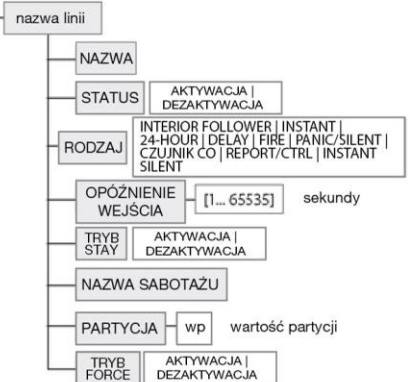 nazwa linii
NAZWA
STATUS
AKTYWACJA |
DEZAKTYWACJA
RODZAJ
INTERIOR FOLLOWER | INSTANT |
24-HOUR | DELAY | FIRE | PANIC/SILENT |
CZUJNIK CO | REPORT/CTRL | INSTANT
SILENT
OPÓŹNIENIE
WEJŚCIA
[1... 65535]
sekundy
TRYB
STAY
AKTYWACJA |
DEZAKTYWACJA
NAZWA SABOTAŻU
PARTYCJA
wp
wartość partycji
TRYB
FORCE
AKTYWACJA |
DEZAKTYWACJA